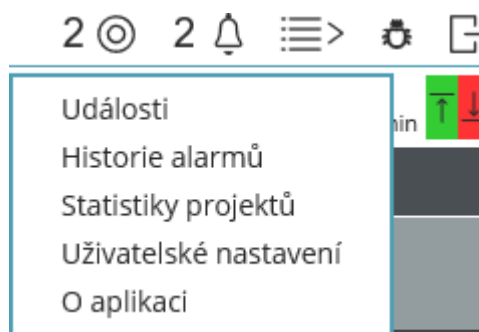 2 2
Události
Historie alarmů
Statistiky projektů
Uživatelské nastavení
O aplikaci